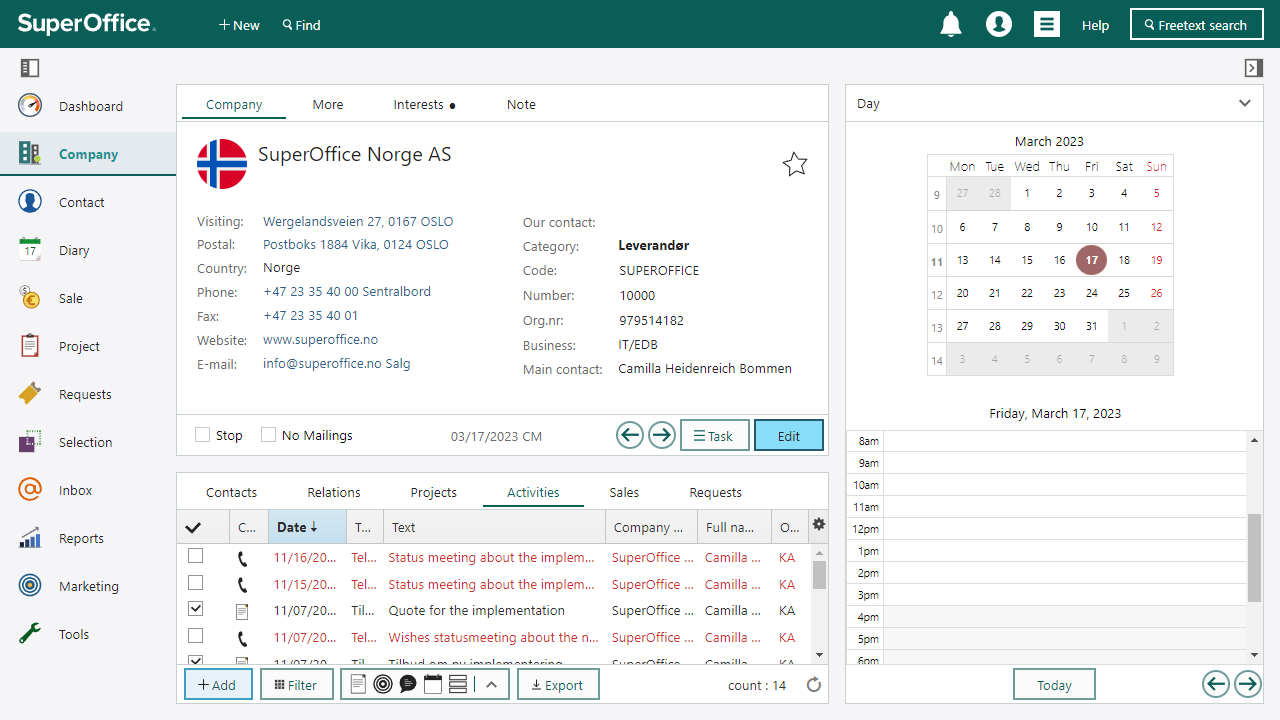 SuperOffice
New
Find
Help
Freetext search
Dashboard
Company
Contact
17
Diary
Sale
Project
Requests
Selection
Inbox
Reports
Marketing
Tools
Company More Interests ● Note
SuperOffice Norge AS
Visiting: Wergelandsveien 27, 0167 OSLO
Postal: Postboks 1884 Vika, 0124 OSLO
Country: Norge
Phone: +47 23 35 40 00 Sentralbord
Fax: +47 23 35 40 01
Website: www.superoffice.no
E-mail: info@superoffice.no Salg
Our contact:
Category: Leverandør
Code: SUPEROFFICE
Number: 10000
Org.nr: 979514182
Business: IT/EDB
Main contact: Camilla Heidenreich Bommen
Stop No Mailings 03/17/2023 CM Task Edit
Contacts Relations Projects Activities Sales Requests
C... Date T... Text Company ... Full na... O...
11/16/20... Tel... Status meeting about the implem... SuperOffice ... Camilla ... KA
11/15/20... Tel... Status meeting about the implem... SuperOffice ... Camilla ... KA
11/07/20... Til... Quote for the implementation SuperOffice ... Camilla ... KA
11/07/20... Tel... Wishes statusmeeting about the n... SuperOffice ... Camilla ... KA
11/07/20... Til... Tilbud om ny implementering SuperOffice ... Camilla ... KA
Add Filter Export count : 14
Day
March 2023
Mon Tue Wed Thu Fri Sat Sun
9 27 28 1 2 3 4 5
10 6 7 8 9 10 11 12
11 13 14 15 16 17 18 19
12 20 21 22 23 24 25 26
13 27 28 29 30 31 1 2
14 3 4 5 6 7 8 9
Friday, March 17, 2023
8am
9am
10am
11am
12pm
1pm
2pm
3pm
4pm
5pm
6pm
Today